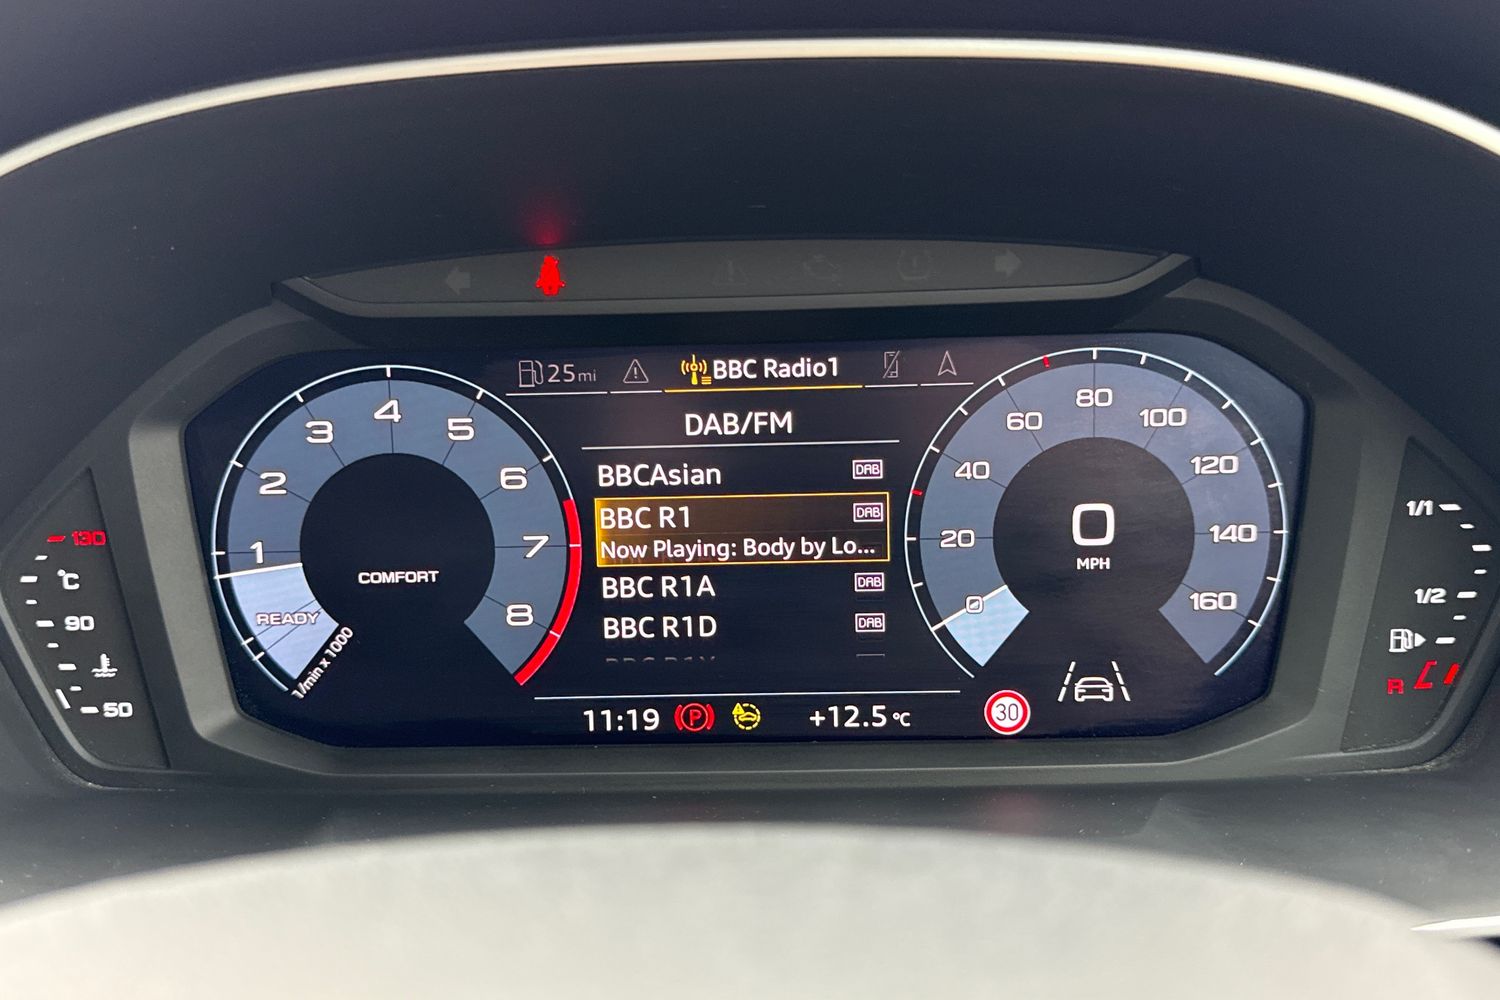 25mi
BBC Radio1
DAB/FM
BBCAsian DAB
BBC R1 DAB
Now Playing: Body by Lo...
BBC R1A DAB
BBC R1D DAB
11:19 P +12.5°C
30
1 2 3 4 5 6 7 8
COMFORT
READY
1/min x 1000
0 20 40 60 80 100 120 140 160
0
MPH
130
°C
90
50
1/1
1/2
R